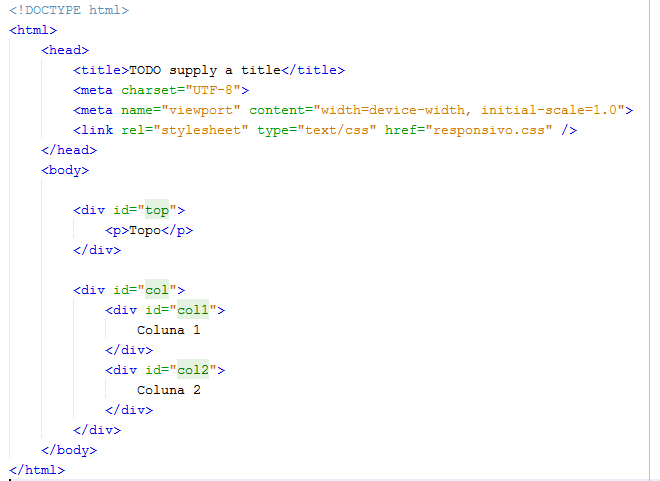 <!DOCTYPE html>
<html>
    <head>
        <title>TODO supply a title</title>
        <meta charset="UTF-8">
        <meta name="viewport" content="width=device-width, initial-scale=1.0">
        <link rel="stylesheet" type="text/css" href="responsivo.css" />
    </head>
    <body>

        <div id="top">
            <p>Topo</p>
        </div>

        <div id="col">
            <div id="col1">
                Coluna 1
            </div>
            <div id="col2">
                Coluna 2
            </div>
        </div>
    </body>
</html>